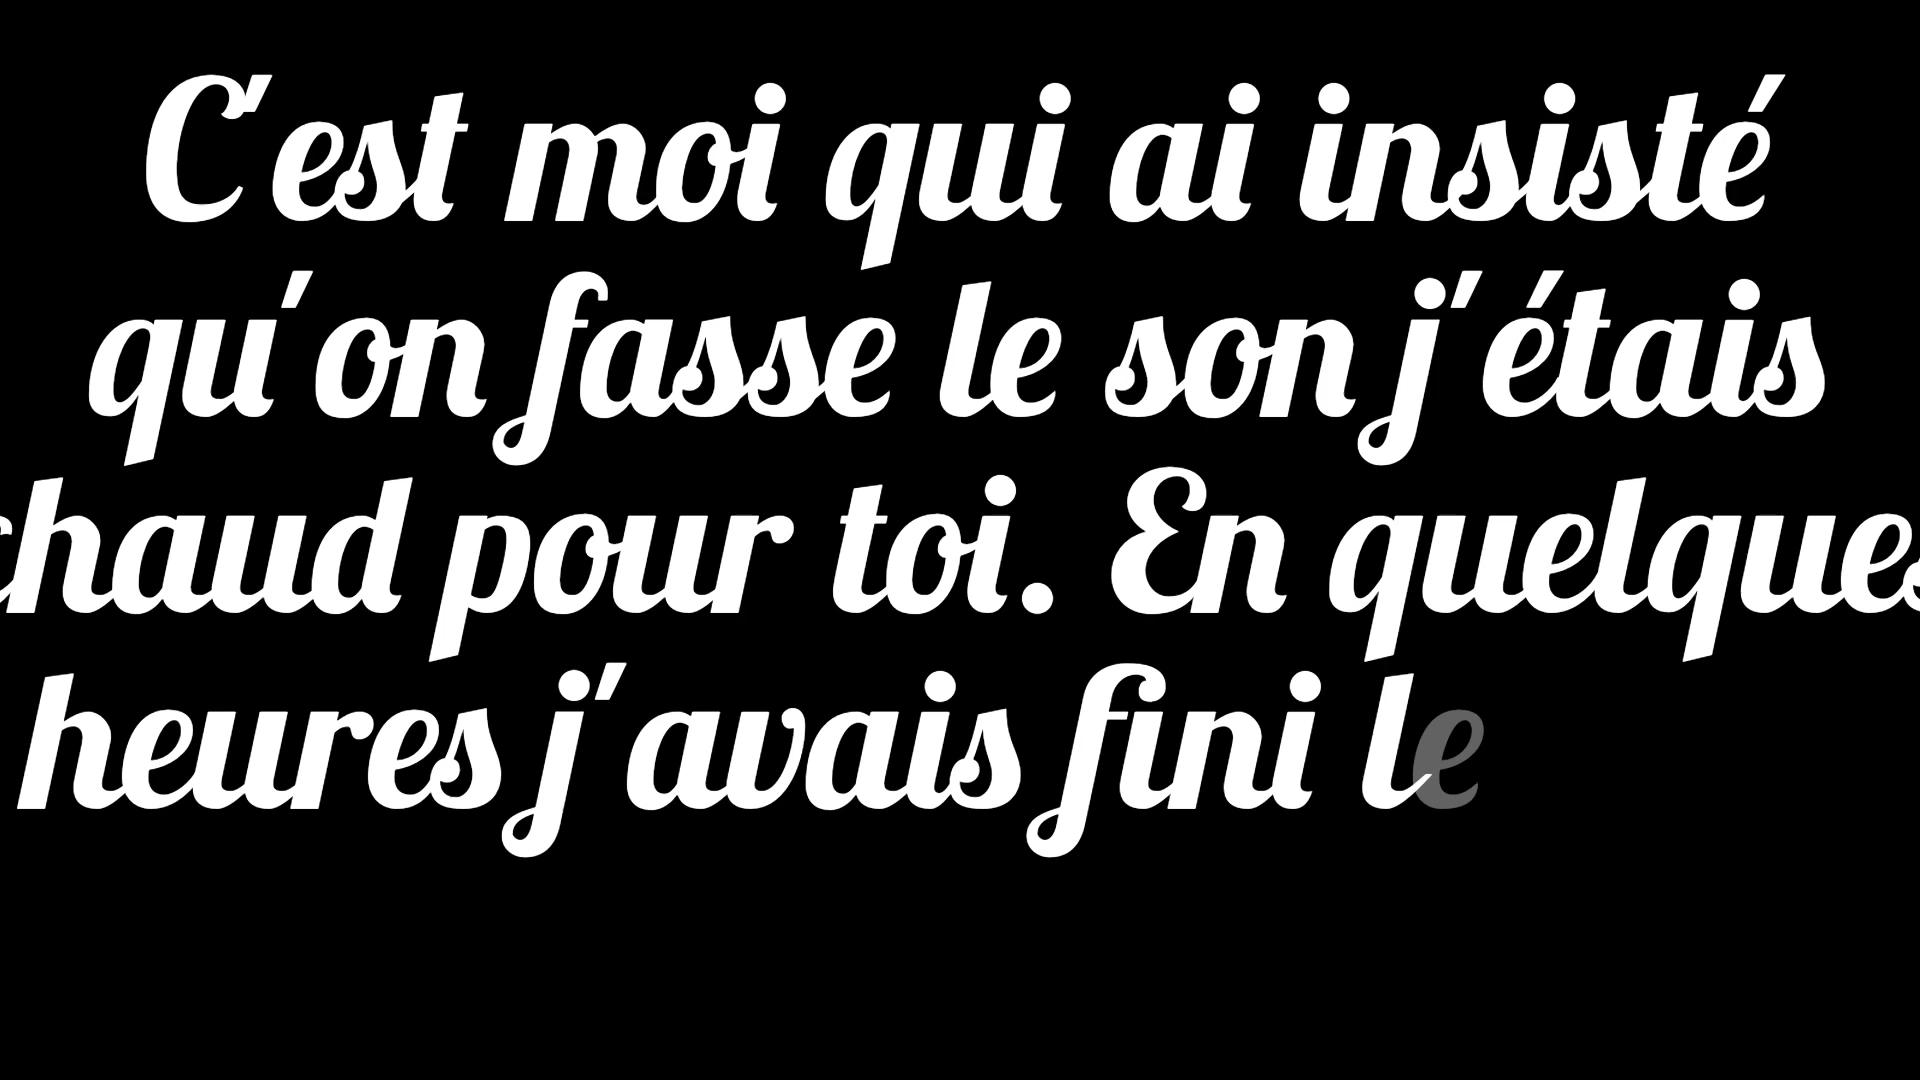 C'est moi qui ai insisté
qu'on fasse le son j'étais
chaud pour toi. En quelques
heures j'avais fini le